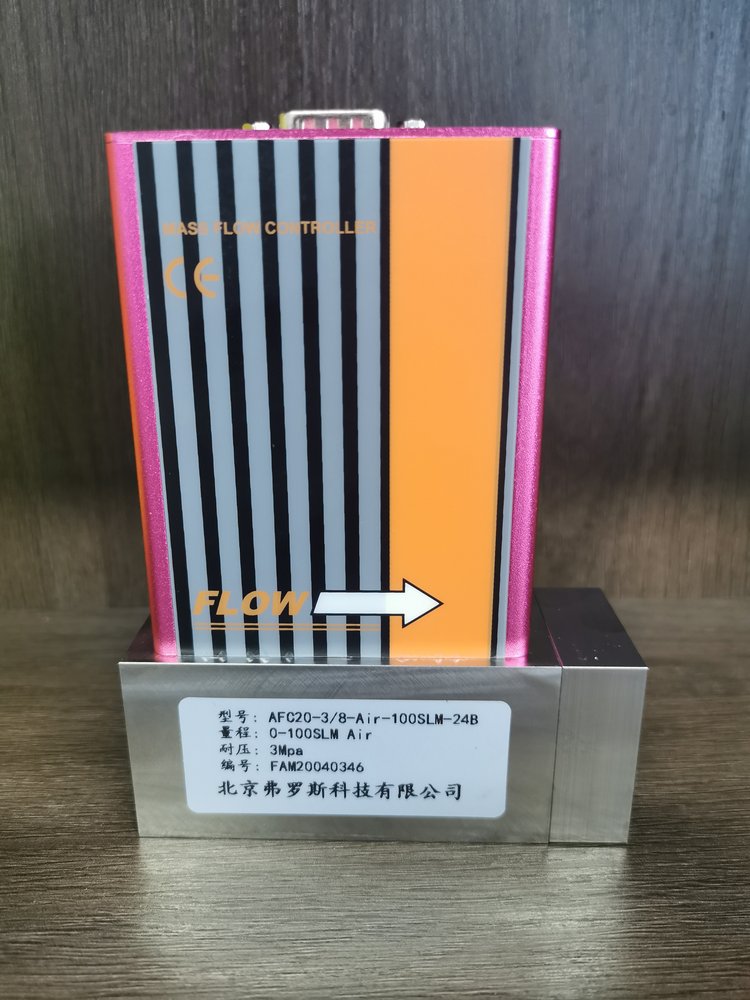 MASS FLOW CONTROLLER
CE
FLOW
型号: AFC20-3/8-Air-100SLM-24B
量程: 0-100SLM Air
耐压: 3Mpa
编号: FAM20040346
北京弗罗斯科技有限公司